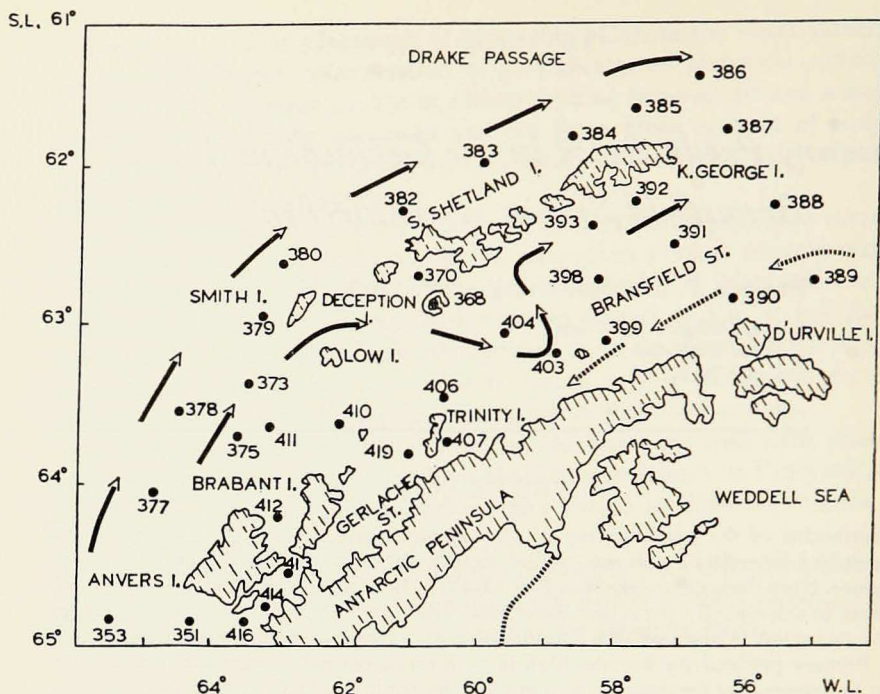 S.L. 61°
DRAKE PASSAGE
386
385
384
387
62°
383
K. GEORGE I.
S. SHETLAND I.
382
392
388
393
391
380
370
398
BRANSFIELD ST.
389
SMITH I.
DECEPTION
368
390
63°
379
404
399
D'URVILLE I.
LOW I.
403
373
406
378
410
TRINITY I.
375
411
419
407
64°
377
BRABANT I.
412
GERLACHE
ST.
WEDDELL SEA
ANTARCTIC PENINSULA
413
ANVERS I.
414
353
351
416
65°
64°
62°
60°
58°
56°
W.L.